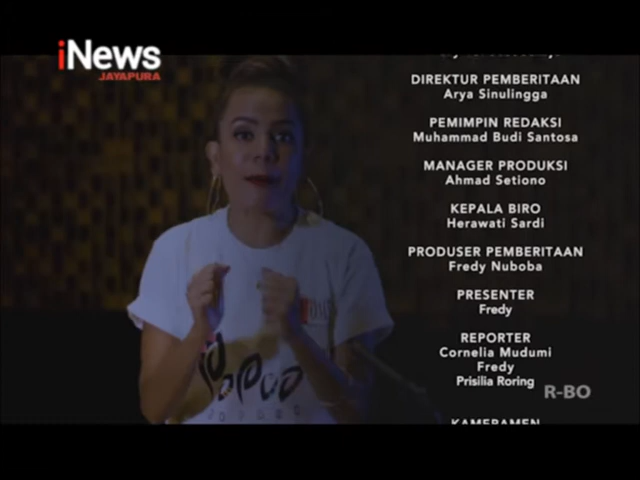 iNews
JAYAPURA
DIREKTUR PEMBERITAAN
Arya Sinulingga
PEMIMPIN REDAKSI
Muhammad Budi Santosa
MANAGER PRODUKSI
Ahmad Setiono
KEPALA BIRO
Herawati Sardi
PRODUSER PEMBERITAAN
Fredy Nuboba
PRESENTER
Fredy
REPORTER
Cornelia Mudumi
Fredy
Prisilia Roring
R-BO
KAMERAMEN